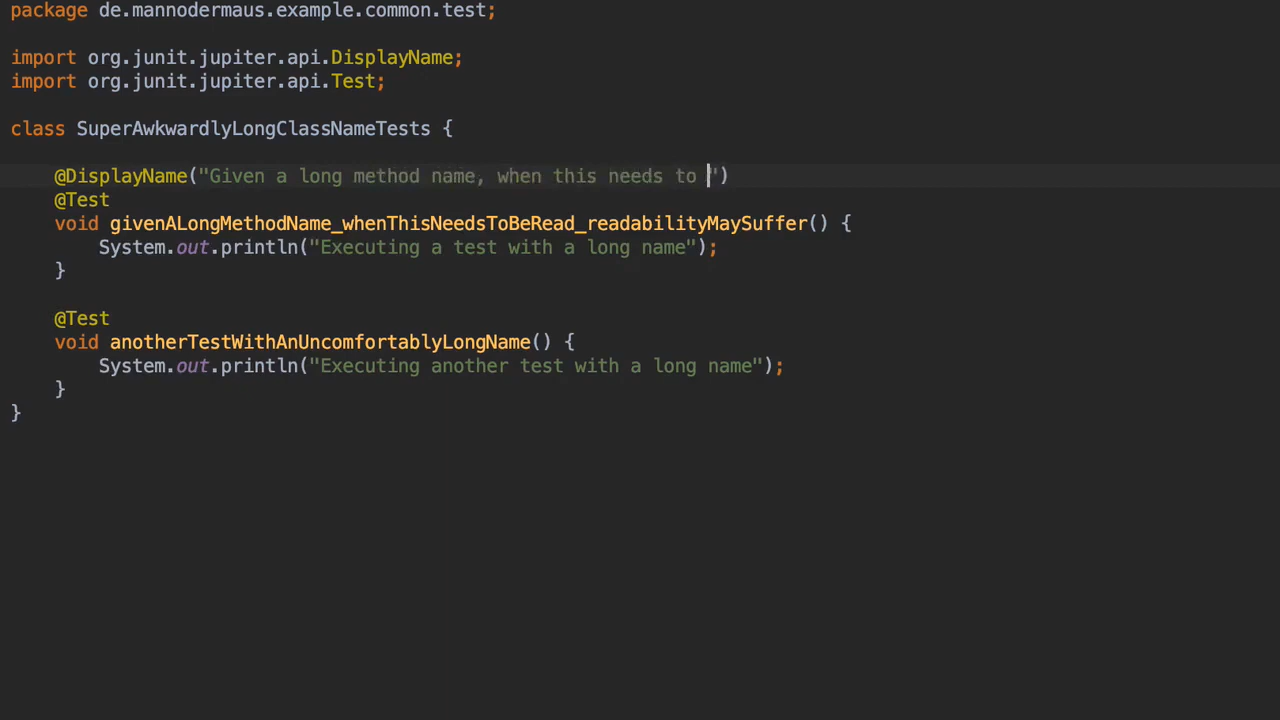 package de.mannodermaus.example.common.test;
import org.junit.jupiter.api.DisplayName;
import org.junit.jupiter.api.Test;
class SuperAwkwardlyLongClassNameTests {
@DisplayName("Given a long method name, when this needs to ")
@Test
void givenALongMethodName_whenThisNeedsToBeRead_readabilityMaySuffer() {
System.out.println("Executing a test with a long name");
}
@Test
void anotherTestWithAnUncomfortablyLongName() {
System.out.println("Executing another test with a long name");
}
}